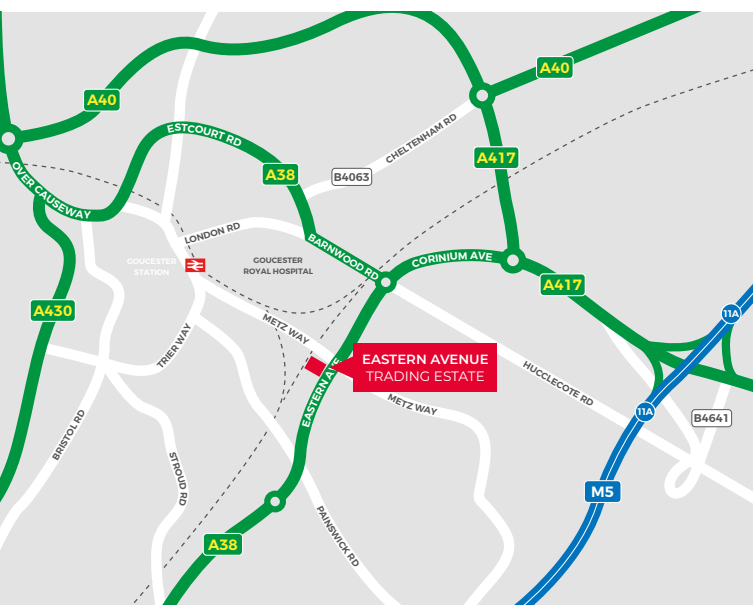 A40
A40
ESTCOURT RD
CHELTENHAM RD
A417
A38
B4063
OVER CAUSEWAY
LONDON RD
BARNWOOD RD
CORINIUM AVE
GOUCESTER
STATION
GOUCESTER
ROYAL HOSPITAL
A417
A430
METZ WAY
11A
TRIER WAY
EASTERN AVENUE
TRADING ESTATE
EASTERN AVE
HUCCLECOTE RD
METZ WAY
11A
B4641
BRISTOL RD
STROUD RD
M5
PAINSWICK RD
A38